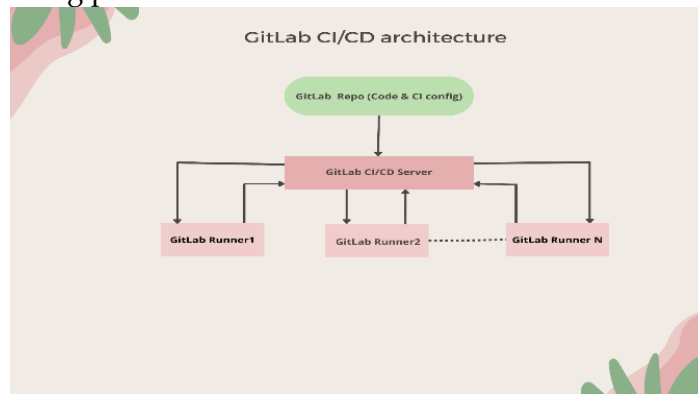 GitLab CI/CD architecture
GitLab Repo (Code & CI config)
GitLab CI/CD Server
GitLab Runner1
GitLab Runner2
GitLab Runner N